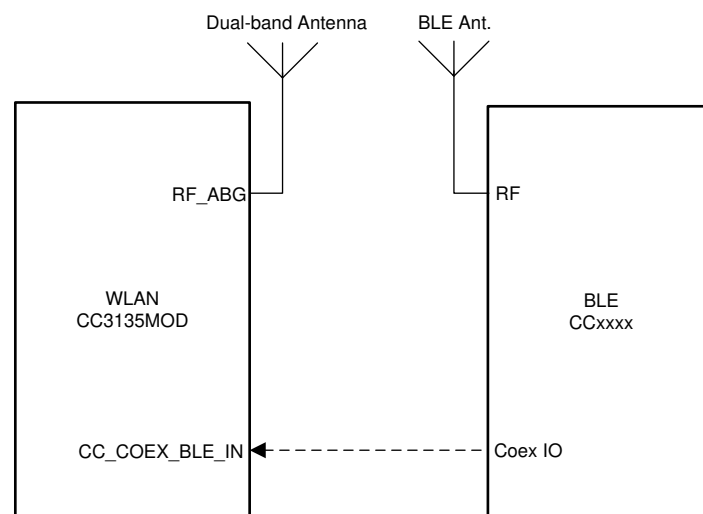 Dual-band Antenna
BLE Ant.
RF_ABG
RF
WLAN
CC3135MOD
BLE
CCxxxx
CC_COEX_BLE_IN
Coex IO